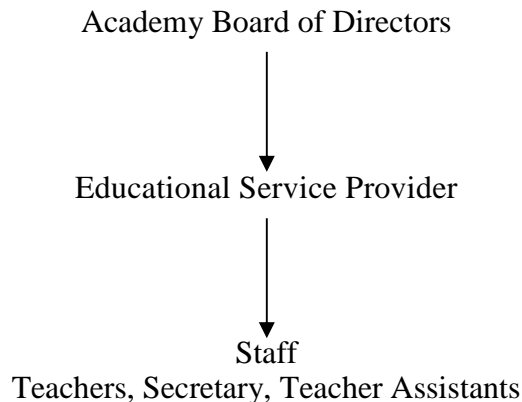 Academy Board of Directors
Educational Service Provider
Staff
Teachers, Secretary, Teacher Assistants